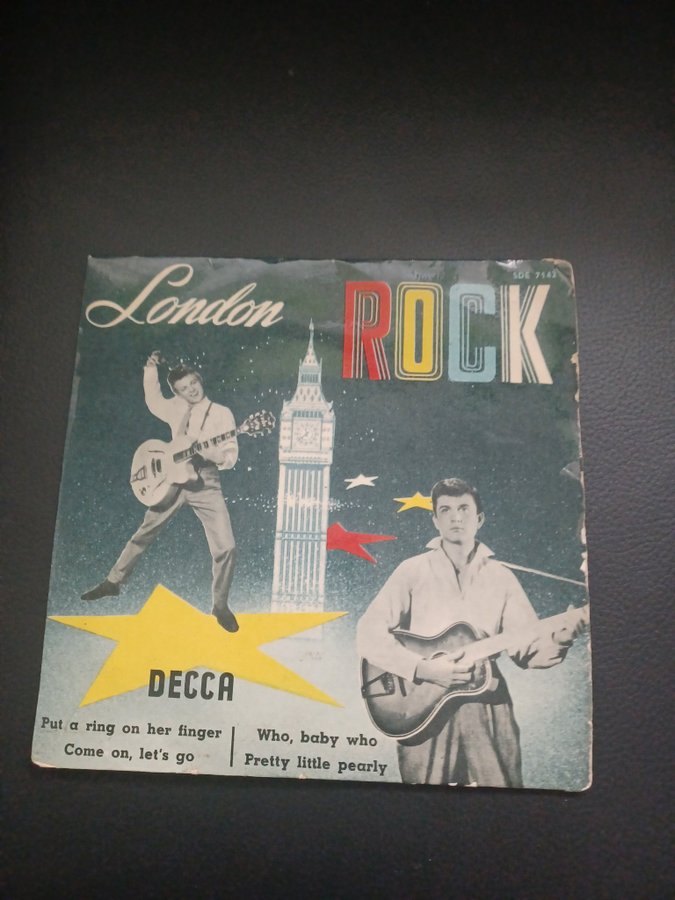 SDE 7142
London ROCK
DECCA
Put a ring on her finger
Come on, let's go
Who, baby who
Pretty little pearly